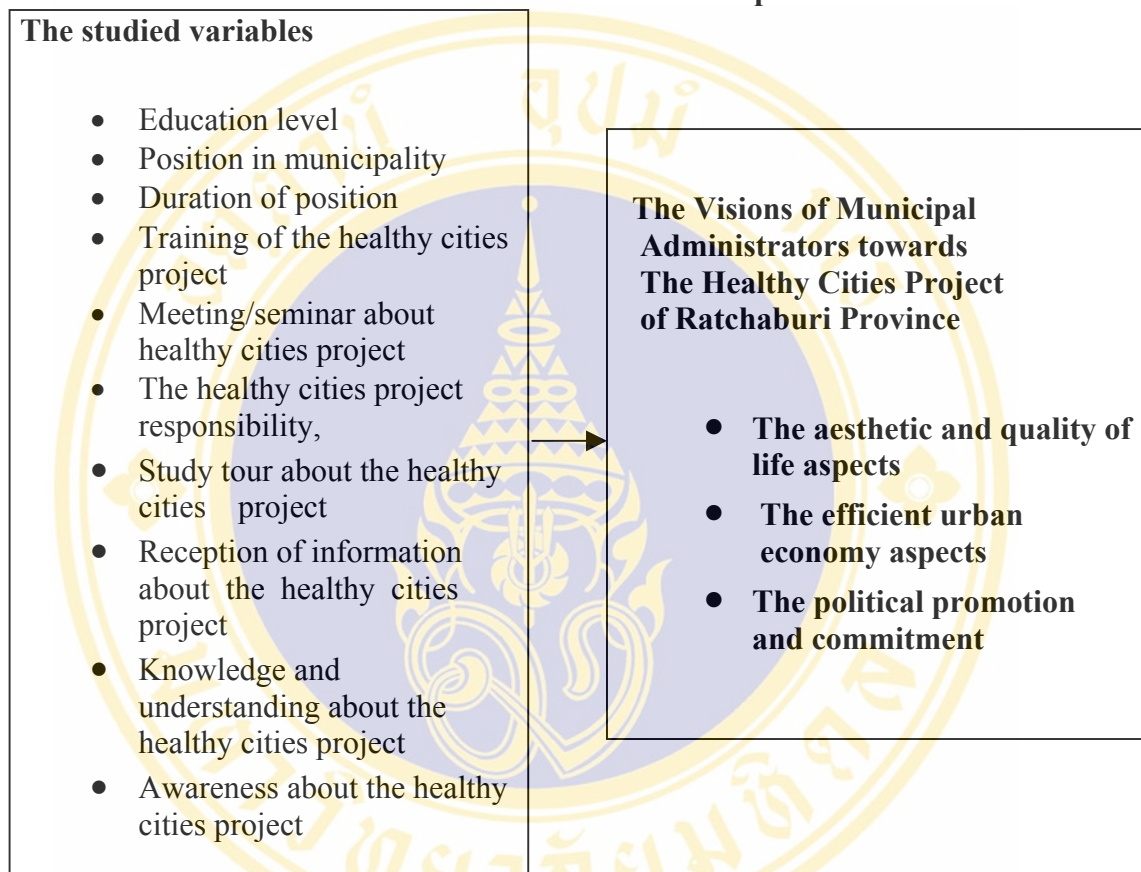 The studied variables
• Education level
• Position in municipality
• Duration of position
• Training of the healthy cities
project
• Meeting/seminar about
healthy cities project
• The healthy cities project
responsibility,
• Study tour about the healthy
cities project
• Reception of information
about the healthy cities
project
• Knowledge and
understanding about the
healthy cities project
• Awareness about the healthy
cities project
The Visions of Municipal
Administrators towards
The Healthy Cities Project
of Ratchaburi Province
• The aesthetic and quality of
life aspects
• The efficient urban
economy aspects
• The political promotion
and commitment